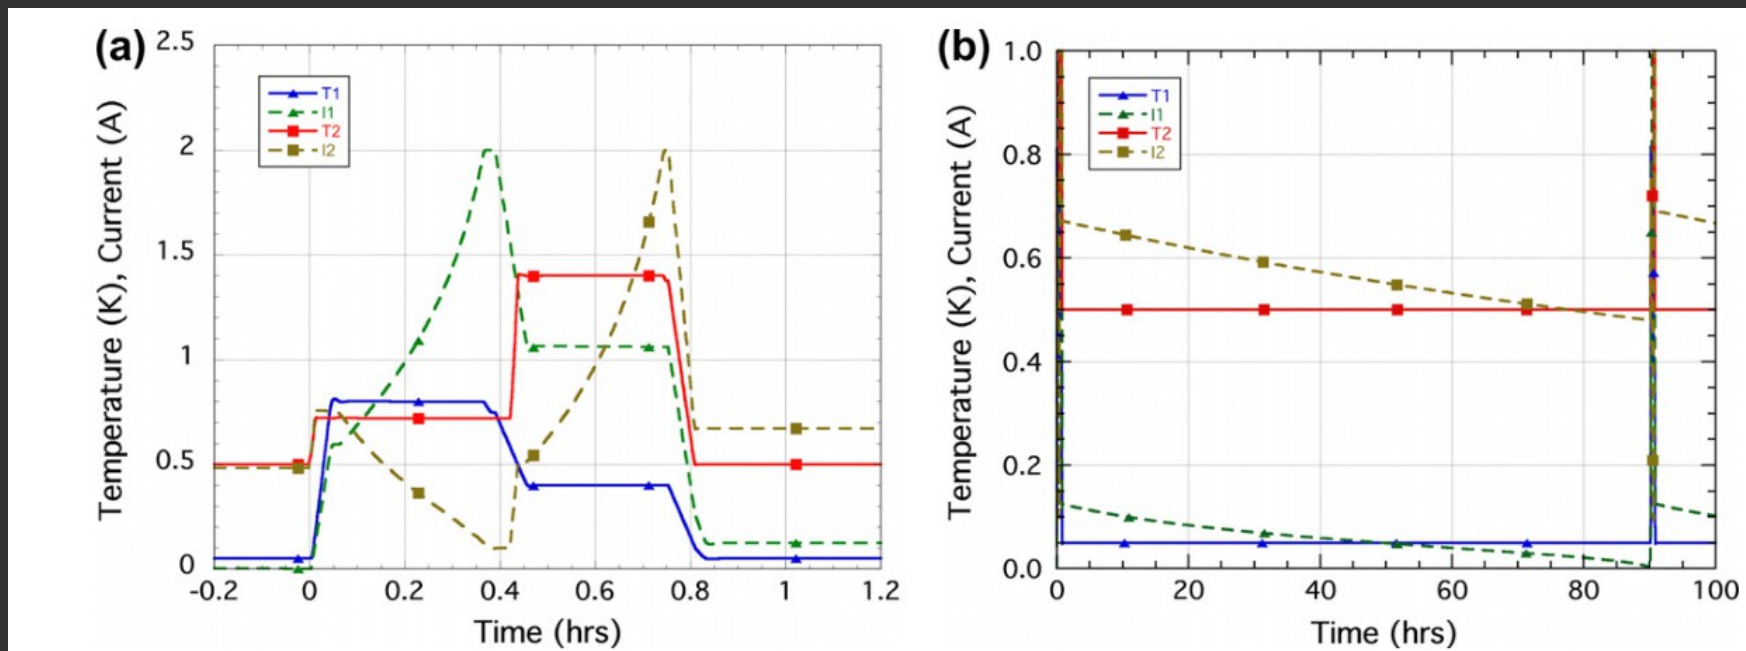 (a)
Temperature (K), Current (A)
2.5
2
1.5
1
0.5
0
T1
I1
T2
I2
-0.2 0 0.2 0.4 0.6 0.8 1 1.2
Time (hrs)
(b)
Temperature (K), Current (A)
1.0
0.8
0.6
0.4
0.2
0.0
T1
I1
T2
I2
0 20 40 60 80 100
Time (hrs)